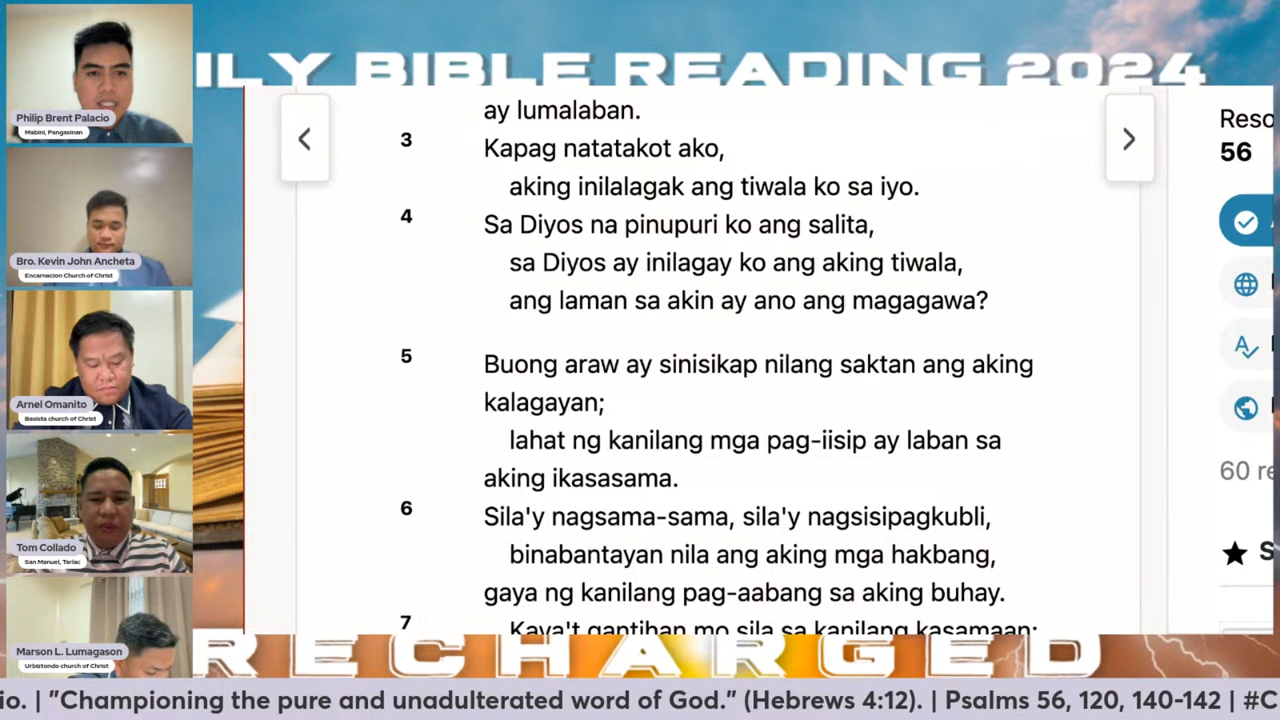 ILY BIBLE READING 2024
Philip Brent Palacio
Mabini, Pangasinan
Bro. Kevin John Ancheta
Encarnacion Church of Christ
Arnel Omanito
Basista church of Christ
Tom Collado
San Manuel, Tarlac
Marson L. Lumagason
Urbiztondo church of Christ
ay lumalaban.
3 Kapag natatakot ako,
aking inilalagak ang tiwala ko sa iyo.
4 Sa Diyos na pinupuri ko ang salita,
sa Diyos ay inilagay ko ang aking tiwala,
ang laman sa akin ay ano ang magagawa?
5 Buong araw ay sinisikap nilang saktan ang aking
kalagayan;
lahat ng kanilang mga pag-iisip ay laban sa
aking ikasasama.
6 Sila'y nagsama-sama, sila'y nagsisipagkubli,
binabantayan nila ang aking mga hakbang,
gaya ng kanilang pag-aabang sa aking buhay.
7 Kaya't gantihan mo sila sa kanilang kasamaan;
Reso
56
60 re
S
RECHARGED
io. | "Championing the pure and unadulterated word of God." (Hebrews 4:12). | Psalms 56, 120, 140-142 | #C